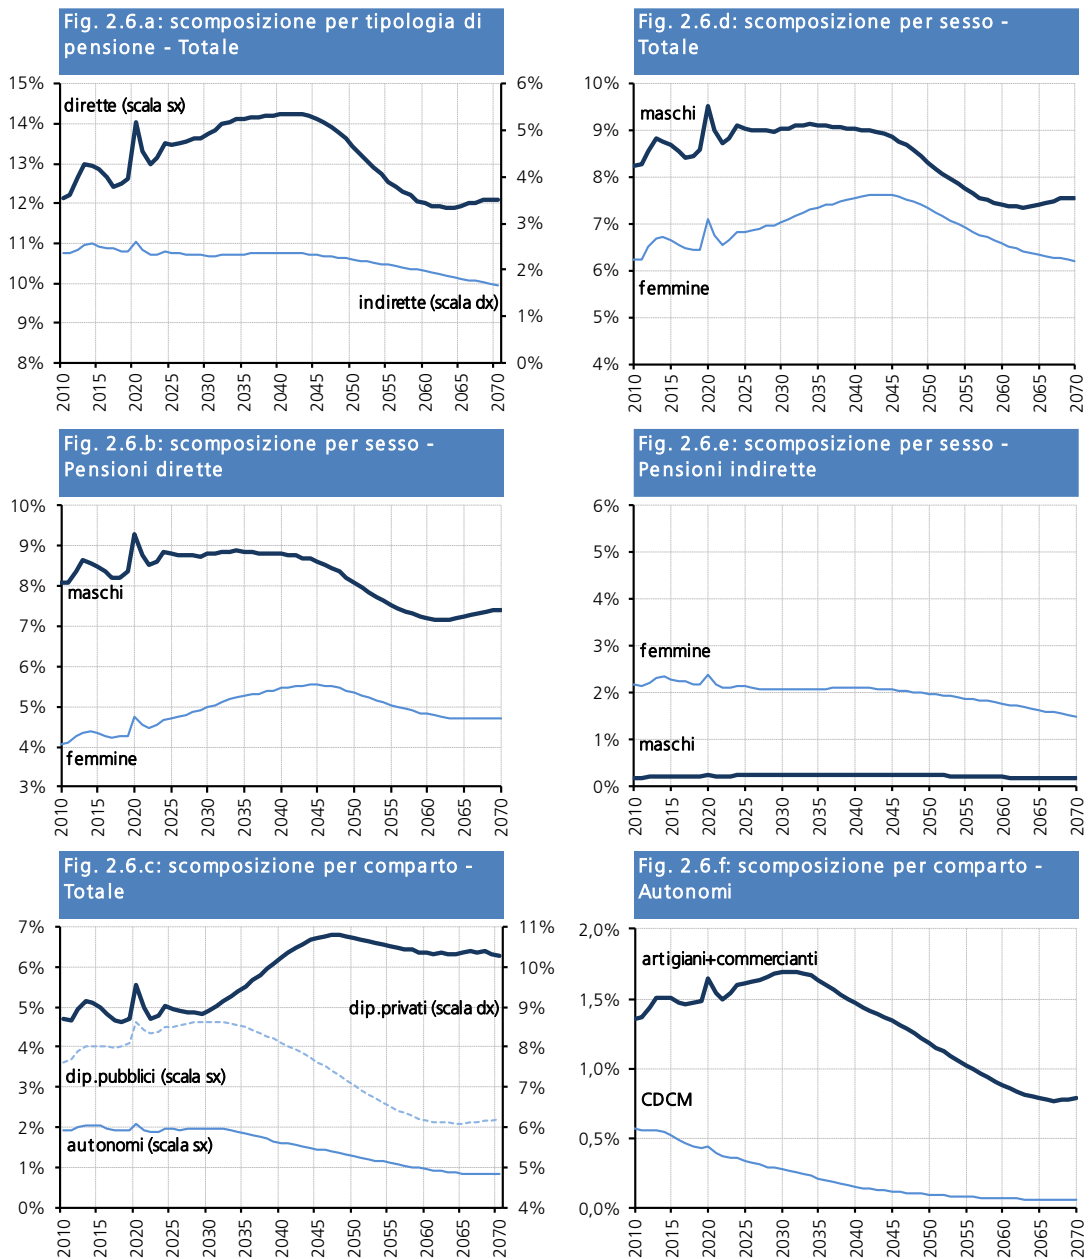 Fig. 2.6.a: scomposizione per tipologia di
pensione - Totale
15%
14%
13%
12%
11%
10%
9%
8%
6%
5%
4%
3%
2%
1%
0%
dirette (scala sx)
indirette (scala dx)
2010 2015 2020 2025 2030 2035 2040 2045 2050 2055 2060 2065 2070
Fig. 2.6.d: scomposizione per sesso -
Totale
10%
9%
8%
7%
6%
5%
4%
maschi
femmine
2010 2015 2020 2025 2030 2035 2040 2045 2050 2055 2060 2065 2070
Fig. 2.6.b: scomposizione per sesso -
Pensioni dirette
10%
9%
8%
7%
6%
5%
4%
3%
maschi
femmine
2010 2015 2020 2025 2030 2035 2040 2045 2050 2055 2060 2065 2070
Fig. 2.6.e: scomposizione per sesso -
Pensioni indirette
6%
5%
4%
3%
2%
1%
0%
femmine
maschi
2010 2015 2020 2025 2030 2035 2040 2045 2050 2055 2060 2065 2070
Fig. 2.6.c: scomposizione per comparto -
Totale
7%
6%
5%
4%
3%
2%
1%
0%
11%
10%
9%
8%
7%
6%
5%
4%
dip.privati (scala dx)
dip.pubblici (scala sx)
autonomi (scala sx)
2010 2015 2020 2025 2030 2035 2040 2045 2050 2055 2060 2065 2070
Fig. 2.6.f: scomposizione per comparto -
Autonomi
2,0%
1,5%
1,0%
0,5%
0,0%
artigiani+commercianti
CDCM
2010 2015 2020 2025 2030 2035 2040 2045 2050 2055 2060 2065 2070